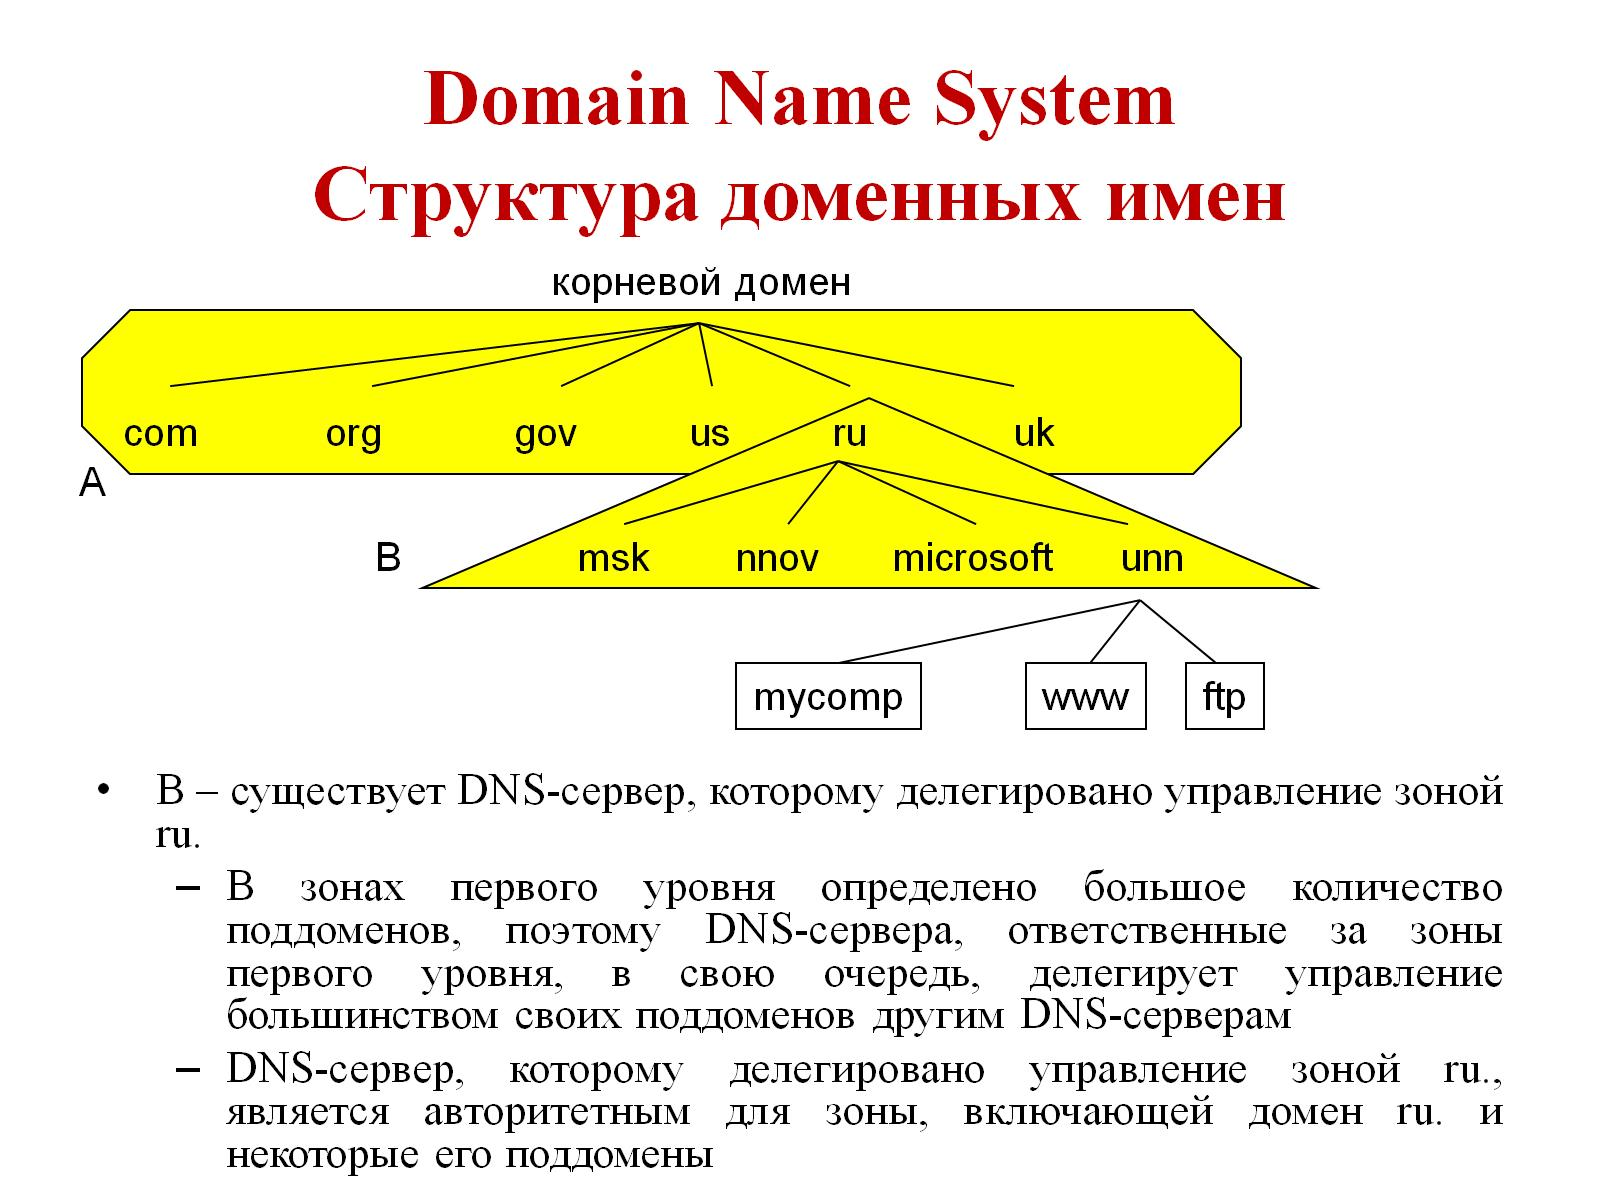 Domain Name System
Структура доменных имен
корневой домен
com org gov us ru uk
A
B msk nnov microsoft unn
mycomp www ftp
• B – существует DNS-сервер, которому делегировано управление зоной
ru.
– В зонах первого уровня определено большое количество
поддоменов, поэтому DNS-сервера, ответственные за зоны
первого уровня, в свою очередь, делегирует управление
большинством своих поддоменов другим DNS-серверам
– DNS-сервер, которому делегировано управление зоной ru.,
является авторитетным для зоны, включающей домен ru. и
некоторые его поддомены